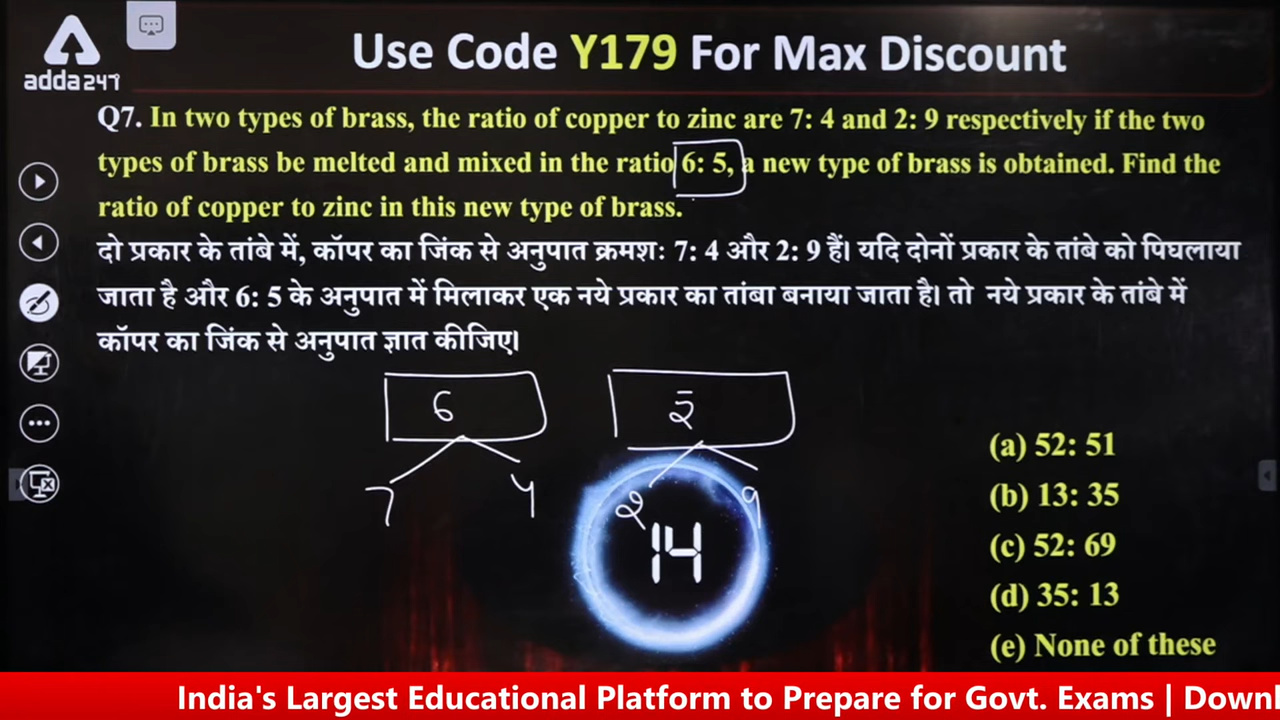 adda247
Use Code Y179 For Max Discount
Q7. In two types of brass, the ratio of copper to zinc are 7: 4 and 2: 9 respectively if the two
types of brass be melted and mixed in the ratio 6: 5, a new type of brass is obtained. Find the
ratio of copper to zinc in this new type of brass.
दो प्रकार के तांबे में, कॉपर का जिंक से अनुपात क्रमशः 7: 4 और 2: 9 हैं। यदि दोनों प्रकार के तांबे को पिघलाया
जाता है और 6: 5 के अनुपात में मिलाकर एक नये प्रकार का तांबा बनाया जाता है। तो नये प्रकार के तांबे में
कॉपर का जिंक से अनुपात ज्ञात कीजिए।
6 5
7 4 2 9
14
(a) 52: 51
(b) 13: 35
(c) 52: 69
(d) 35: 13
(e) None of these
India's Largest Educational Platform to Prepare for Govt. Exams | Downl